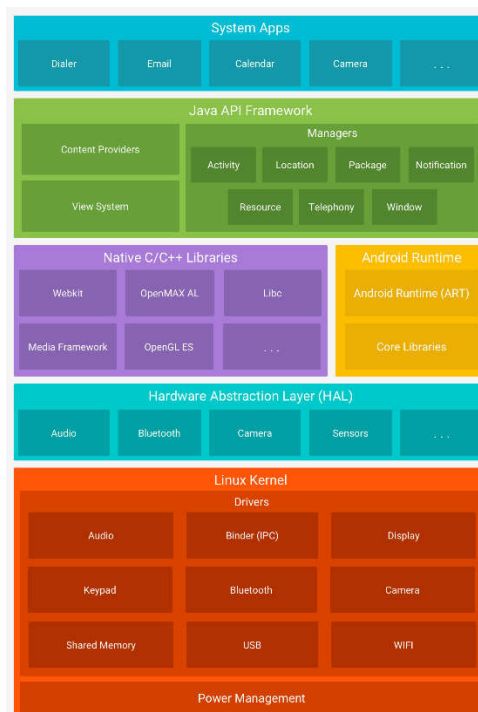 System Apps
Dialer Email Calendar Camera . . .
Java API Framework
Content Providers
View System
Managers
Activity Location Package Notification
Resource Telephony Window
Native C/C++ Libraries
Webkit OpenMAX AL Libc
Media Framework OpenGL ES . . .
Android Runtime
Android Runtime (ART)
Core Libraries
Hardware Abstraction Layer (HAL)
Audio Bluetooth Camera Sensors . . .
Linux Kernel
Drivers
Audio Binder (IPC) Display
Keypad Bluetooth Camera
Shared Memory USB WIFI
Power Management